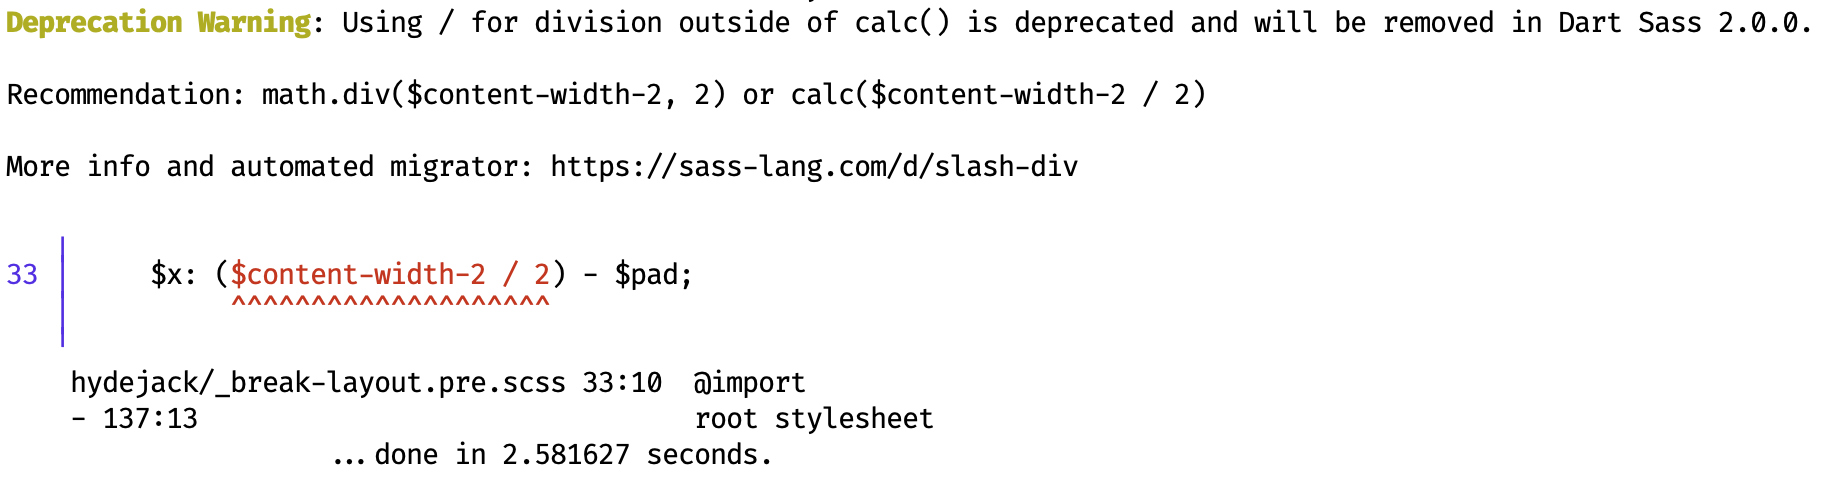 Deprecation Warning: Using / for division outside of calc() is deprecated and will be removed in Dart Sass 2.0.0.
Recommendation: math.div($content-width-2, 2) or calc($content-width-2 / 2)
More info and automated migrator: https://sass-lang.com/d/slash-div
33 │ $x: ($content-width-2 / 2) - $pad;
^^^^^^^^^^^^^^^^^^^^
hydejack/_break-layout.pre.scss 33:10 @import
- 137:13 root stylesheet
...done in 2.581627 seconds.